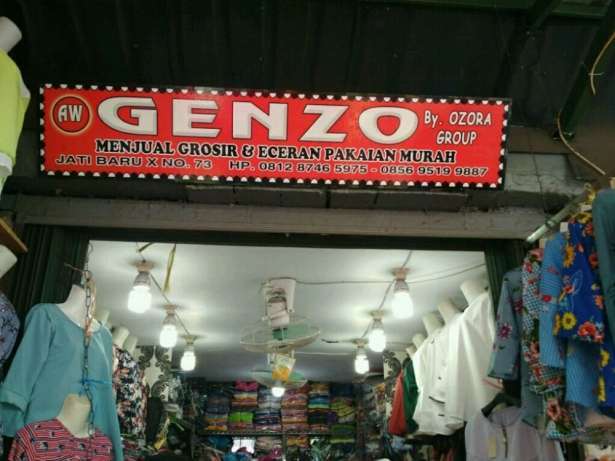 AW GENZO By. OZORA
GROUP
MENJUAL GROSIR & ECERAN PAKAIAN MURAH
JATI BARU X NO. 73 HP. 0812 8746 5975 - 0856 9519 9887